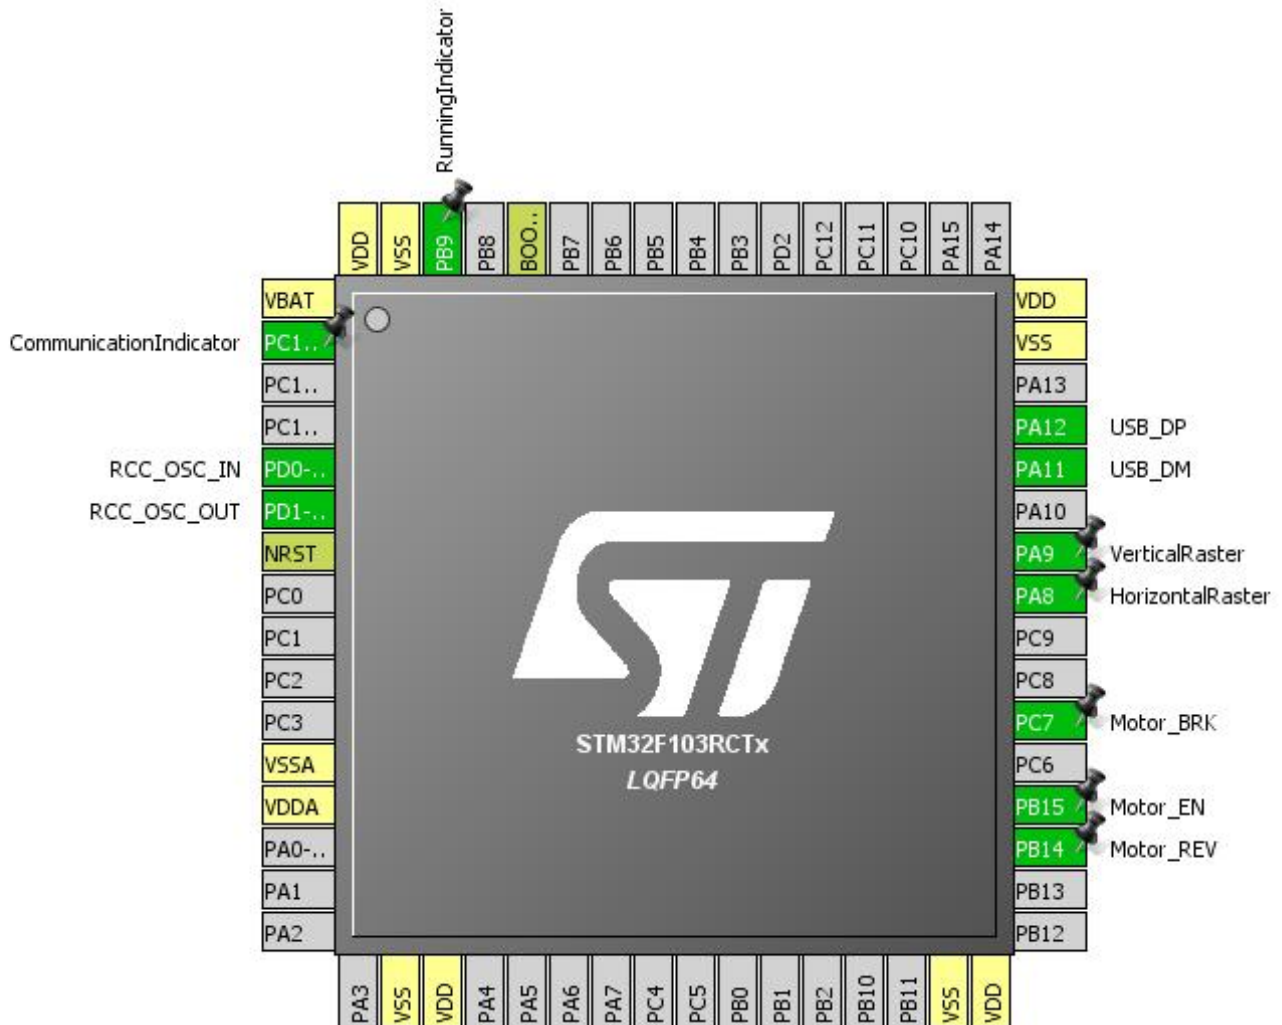 RunningIndicator
VDD
VSS
PB9
PB8
BOO..
PB7
PB6
PB5
PB4
PB3
PD2
PC12
PC11
PC10
PA15
PA14
VBAT
CommunicationIndicator PC1..
PC1..
PC1..
RCC_OSC_IN PD0-..
RCC_OSC_OUT PD1-..
NRST
PC0
PC1
PC2
PC3
VSSA
VDDA
PA0-..
PA1
PA2
STM32F103RCTx
LQFP64
VDD
VSS
PA13
PA12 USB_DP
PA11 USB_DM
PA10
PA9 VerticalRaster
PA8 HorizontalRaster
PC9
PC8
PC7 Motor_BRK
PC6
PB15 Motor_EN
PB14 Motor_REV
PB13
PB12
PA3
VSS
VDD
PA4
PA5
PA6
PA7
PC4
PC5
PB0
PB1
PB2
PB10
PB11
VSS
VDD